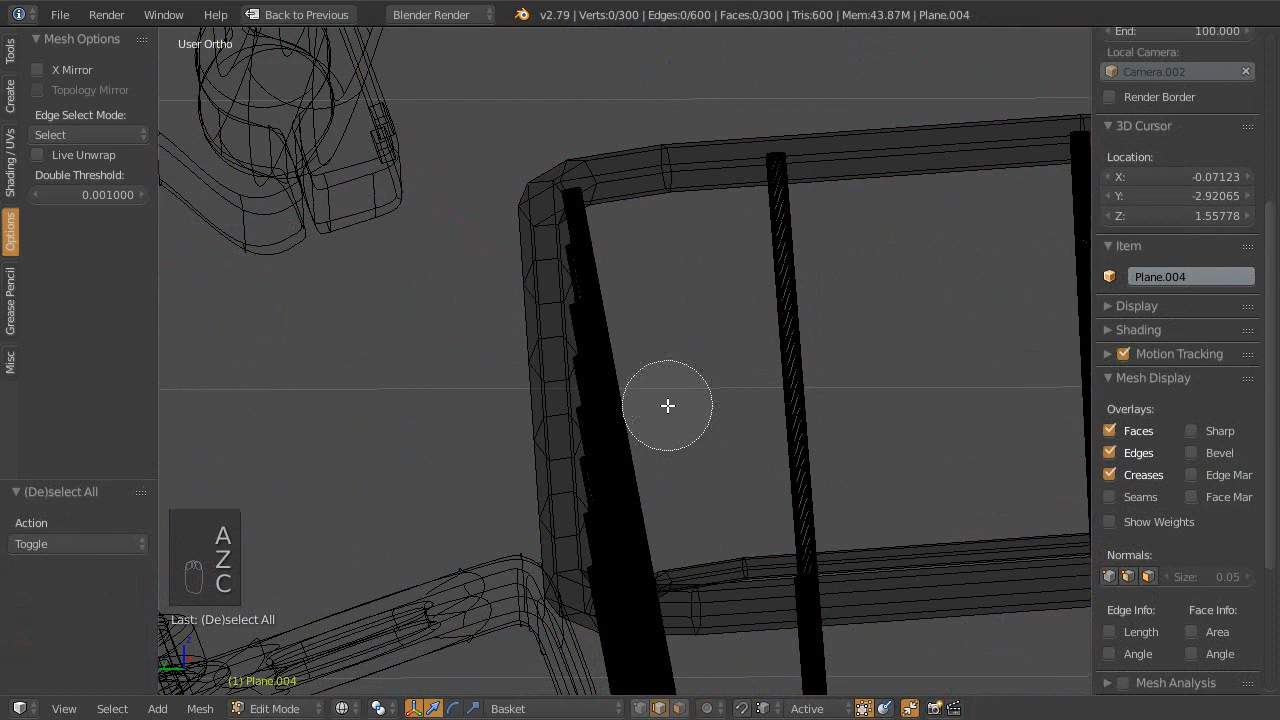 File Render Window Help Back to Previous Blender Render v2.79 | Verts:0/300 | Edges:0/600 | Faces:0/300 | Tris:600 | Mem:43.87M | Plane.004
Tools
Create
Shading / UVs
Options
Grease Pencil
Misc
Mesh Options
X Mirror
Topology Mirror
Edge Select Mode:
Select
Live Unwrap
Double Threshold:
0.001000
(De)select All
Action
Toggle
User Ortho
A
Z
C
Last: (De)select All
(1) Plane.004
End: 100.000
Local Camera:
Camera.002
Render Border
3D Cursor
Location:
X: -0.07123
Y: -2.92065
Z: 1.55778
Item
Plane.004
Display
Shading
Motion Tracking
Mesh Display
Overlays:
Faces Sharp
Edges Bevel
Creases Edge Mar
Seams Face Mar
Show Weights
Normals:
Size: 0.05
Edge Info: Face Info:
Length Area
Angle Angle
Mesh Analysis
View Select Add Mesh Edit Mode Basket Active